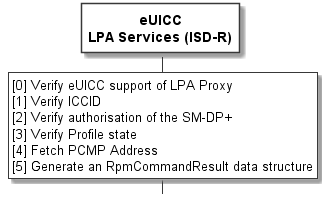 eUICC
LPA Services (ISD-R)
[0] Verify eUICC support of LPA Proxy
[1] Verify ICCID
[2] Verify authorisation of the SM-DP+
[3] Verify Profile state
[4] Fetch PCMP Address
[5] Generate an RpmCommandResult data structure